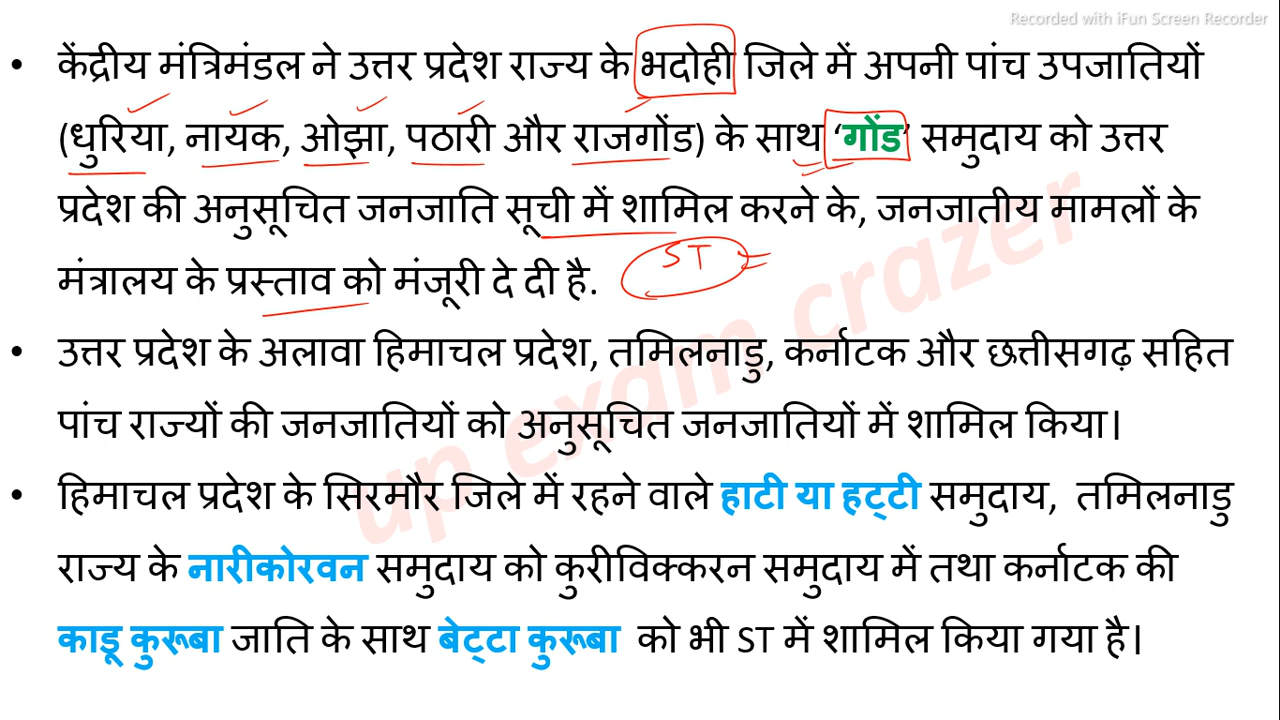 Recorded with iFun Screen Recorder
• केंद्रीय मंत्रिमंडल ने उत्तर प्रदेश राज्य के भदोही जिले में अपनी पांच उपजातियों
(धुरिया, नायक, ओझा, पठारी और राजगोंड) के साथ 'गोंड' समुदाय को उत्तर
प्रदेश की अनुसूचित जनजाति सूची में शामिल करने के, जनजातीय मामलों के
मंत्रालय के प्रस्ताव को मंजूरी दे दी है.
ST
• उत्तर प्रदेश के अलावा हिमाचल प्रदेश, तमिलनाडु, कर्नाटक और छत्तीसगढ़ सहित
पांच राज्यों की जनजातियों को अनुसूचित जनजातियों में शामिल किया।
• हिमाचल प्रदेश के सिरमौर जिले में रहने वाले हाटी या हट्टी समुदाय, तमिलनाडु
राज्य के नारीकोरवन समुदाय को कुरीविक्करन समुदाय में तथा कर्नाटक की
काडू कुरूबा जाति के साथ बेट्टा कुरूबा को भी ST में शामिल किया गया है।
up exam crazer